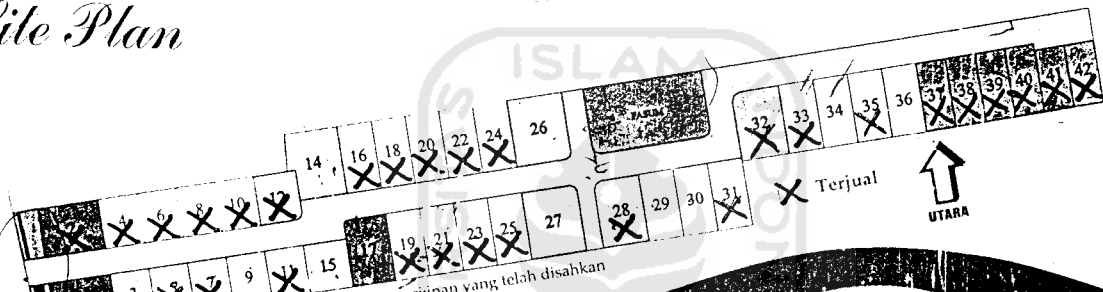 Site Plan
ISLAM
FASUM
14 16 18 20 22 24 26
32 33 34 35 36 37 38 39 40 41 42
4 6 8 10 12
28 29 30 31
Terjual
UTARA
17 19 21 23 25 27
9 11 15
yang telah disahkan